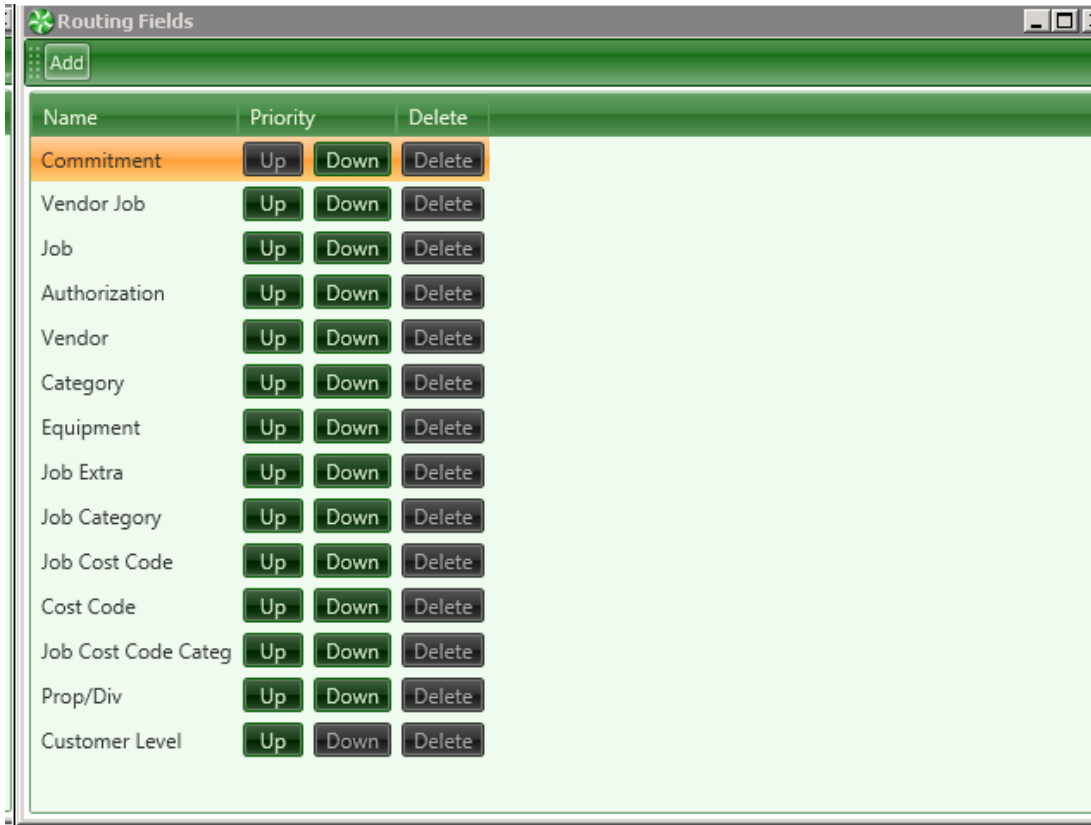 Routing Fields
Add
Name Priority Delete
Commitment Up Down Delete
Vendor Job Up Down Delete
Job Up Down Delete
Authorization Up Down Delete
Vendor Up Down Delete
Category Up Down Delete
Equipment Up Down Delete
Job Extra Up Down Delete
Job Category Up Down Delete
Job Cost Code Up Down Delete
Cost Code Up Down Delete
Job Cost Code Categ Up Down Delete
Prop/Div Up Down Delete
Customer Level Up Down Delete